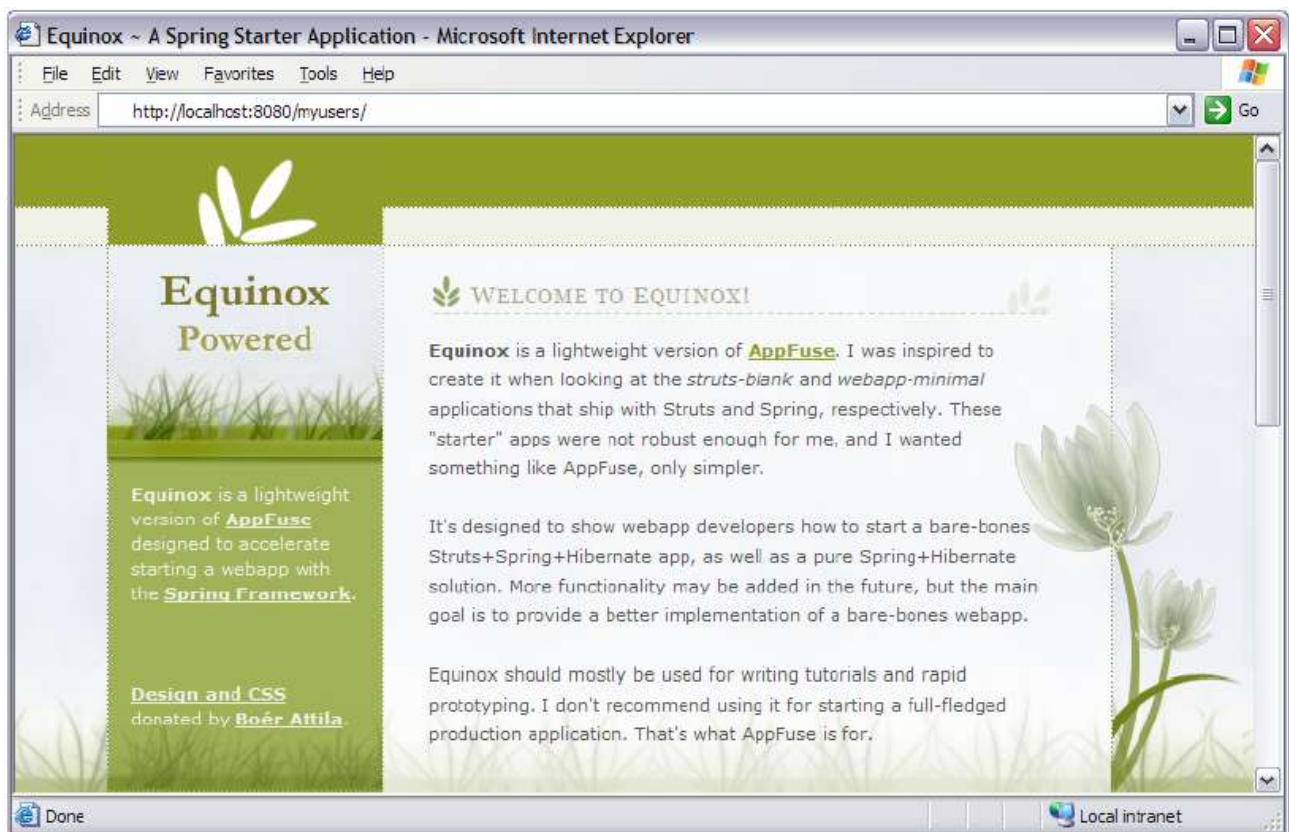 Equinox ~ A Spring Starter Application - Microsoft Internet Explorer
File Edit View Favorites Tools Help
Address http://localhost:8080/myusers/ Go
Equinox
Powered
Equinox is a lightweight
version of AppFuse
designed to accelerate
starting a webapp with
the Spring Framework.
Design and CSS
donated by Boér Attila.
WELCOME TO EQUINOX!
Equinox is a lightweight version of AppFuse. I was inspired to
create it when looking at the struts-blank and webapp-minimal
applications that ship with Struts and Spring, respectively. These
"starter" apps were not robust enough for me, and I wanted
something like AppFuse, only simpler.
It's designed to show webapp developers how to start a bare-bones
Struts+Spring+Hibernate app, as well as a pure Spring+Hibernate
solution. More functionality may be added in the future, but the main
goal is to provide a better implementation of a bare-bones webapp.
Equinox should mostly be used for writing tutorials and rapid
prototyping. I don't recommend using it for starting a full-fledged
production application. That's what AppFuse is for.
Done
Local intranet